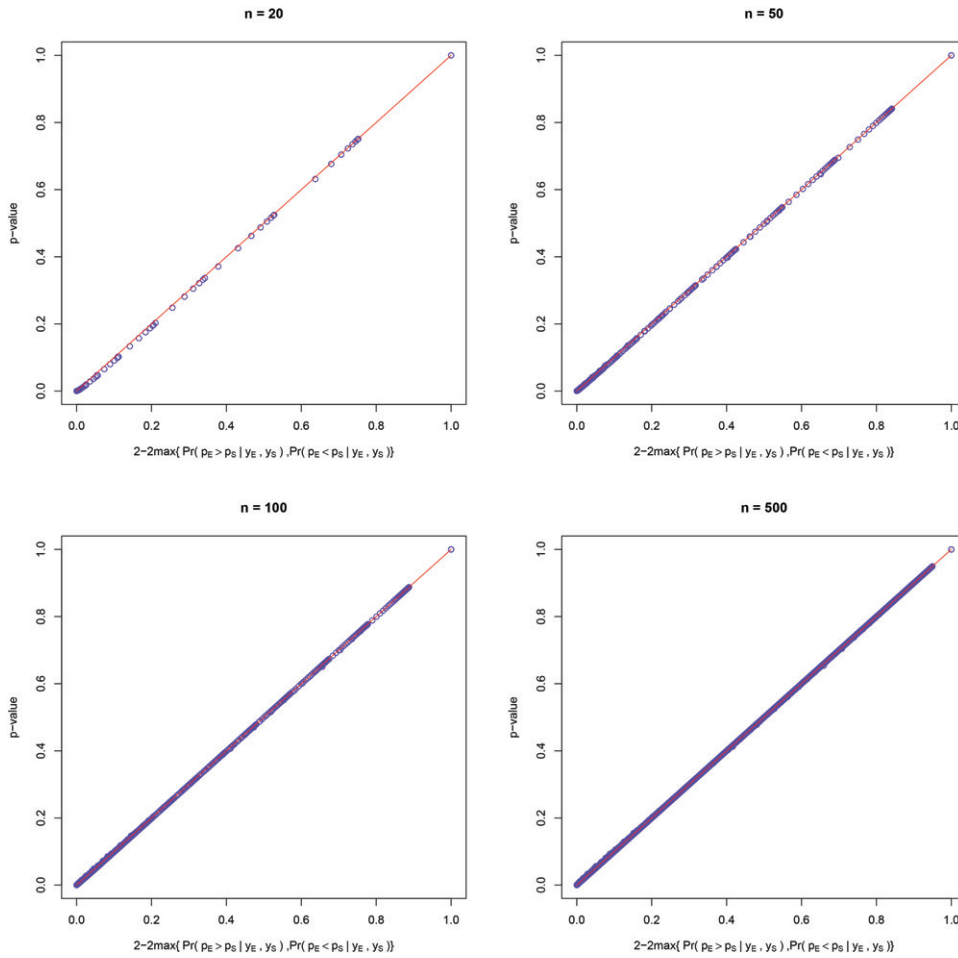 n = 20
1.0
0.8
0.6
0.4
0.2
0.0
p−value
0.0 0.2 0.4 0.6 0.8 1.0
2−2max{ Pr( pE > pS | yE , yS ) ,Pr( pE < pS | yE , yS )}
n = 50
1.0
0.8
0.6
0.4
0.2
0.0
p−value
0.0 0.2 0.4 0.6 0.8 1.0
2−2max{ Pr( pE > pS | yE , yS ) ,Pr( pE < pS | yE , yS )}
n = 100
1.0
0.8
0.6
0.4
0.2
0.0
p−value
0.0 0.2 0.4 0.6 0.8 1.0
2−2max{ Pr( pE > pS | yE , yS ) ,Pr( pE < pS | yE , yS )}
n = 500
1.0
0.8
0.6
0.4
0.2
0.0
p−value
0.0 0.2 0.4 0.6 0.8 1.0
2−2max{ Pr( pE > pS | yE , yS ) ,Pr( pE < pS | yE , yS )}